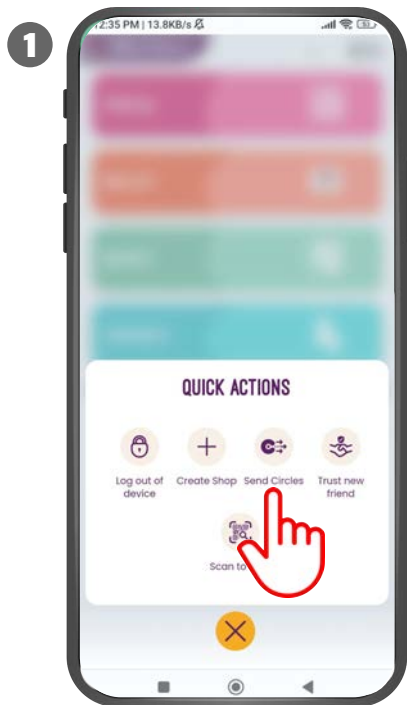 1
2:35 PM | 13.8KB/s
QUICK ACTIONS
Log out of device
Create Shop
Send Circles
Trust new friend
Scan to